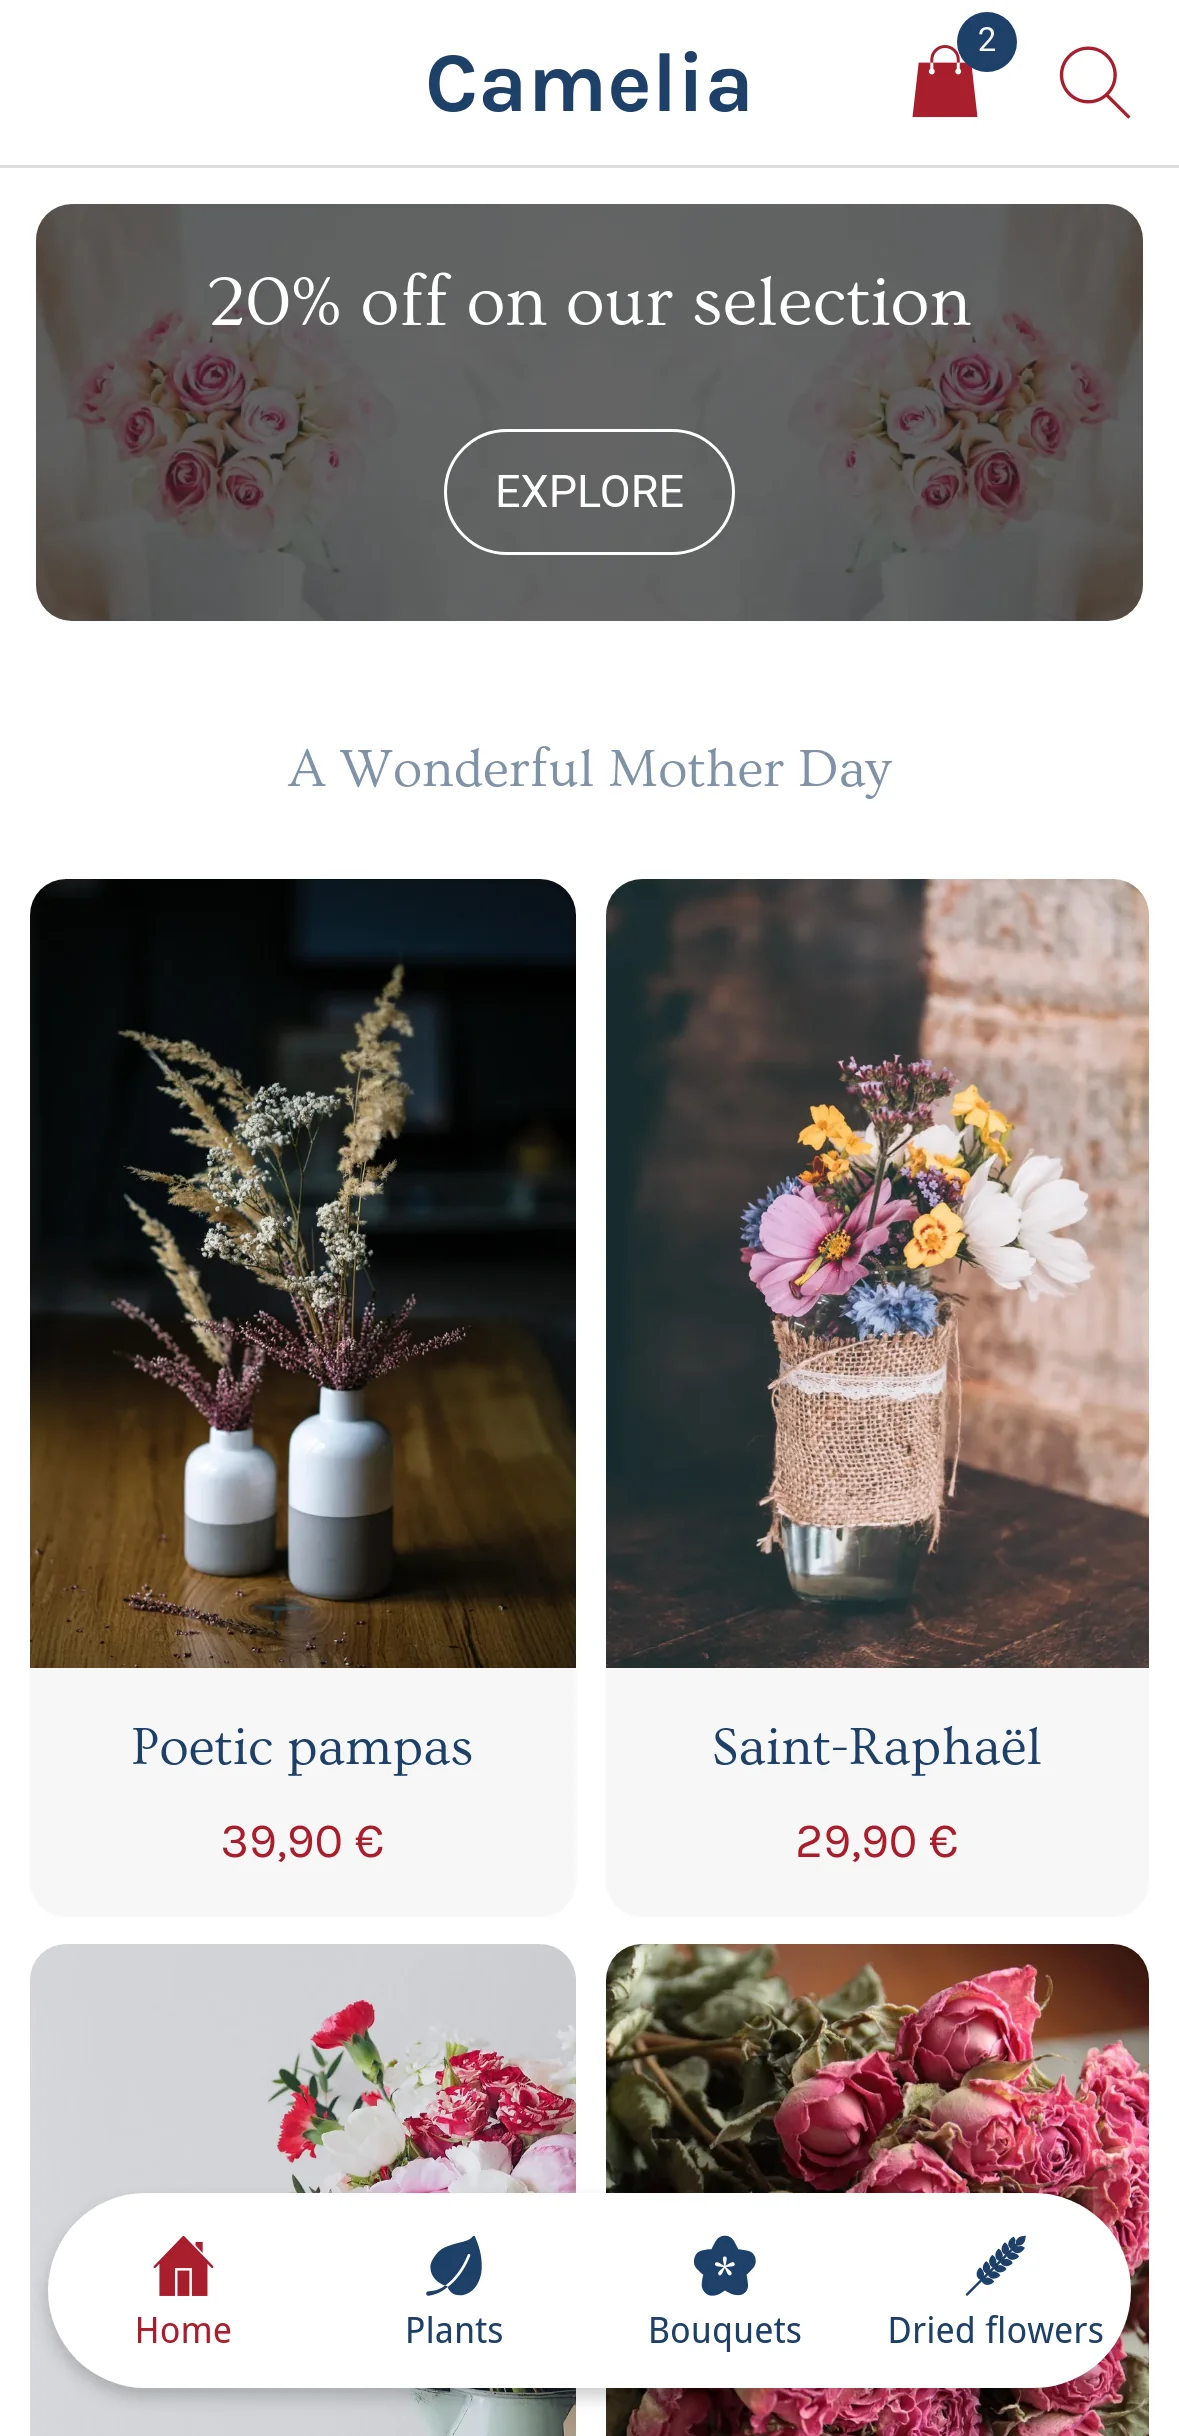 Camelia
2
20% off on our selection
EXPLORE
A Wonderful Mother Day
Poetic pampas
Saint-Raphaël
39,90 €
29,90 €
Home
Plants
Bouquets
Dried flowers